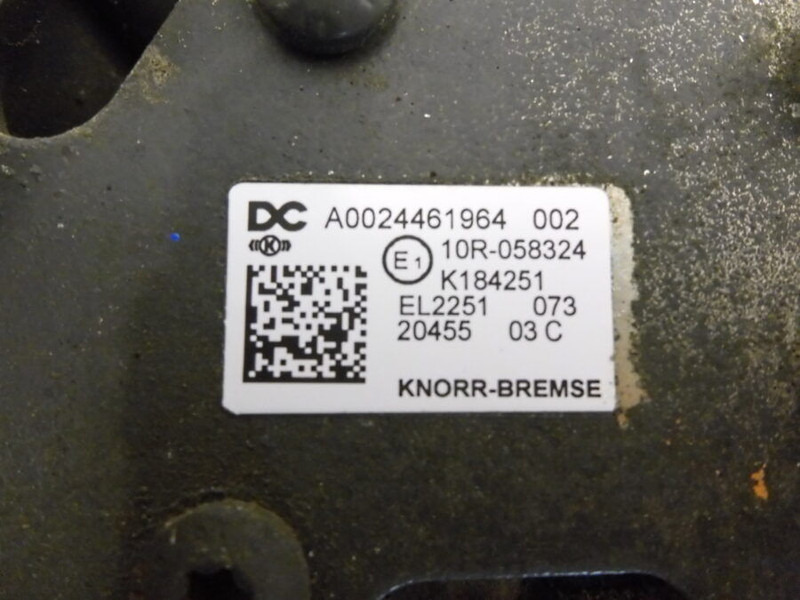 DC A0024461964 002
((K)) E1 10R-058324
K184251
EL2251 073
20455 03 C
KNORR-BREMSE